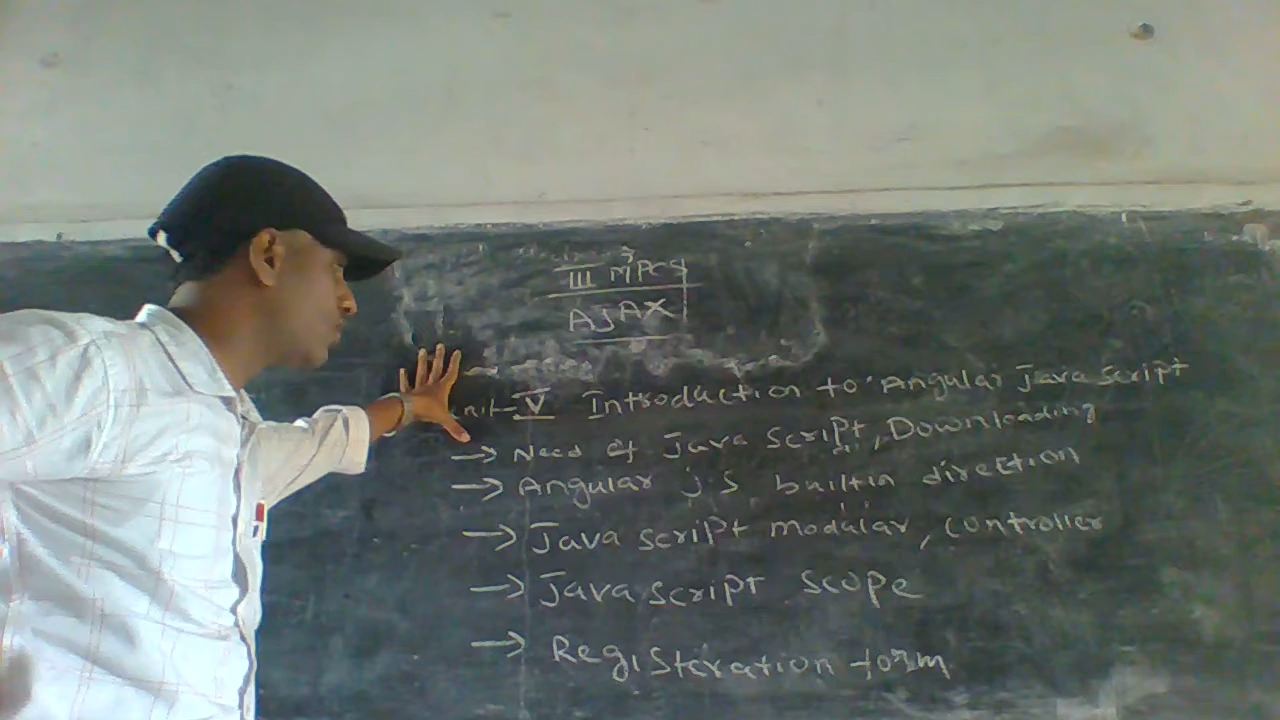 III MPCS
AJAX
Unit-V Introduction to Angular Java Script
→ Need of Java Script, Downloading
→ Angular JS builtin direction
→ Java script modular, controller
→ Java script scope
→ Registeration form